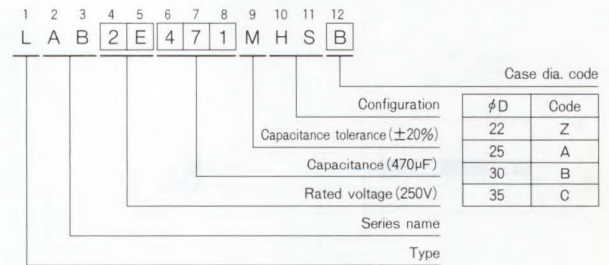 1 2 3 4 5 6 7 8 9 10 11 12
L A B 2 E 4 7 1 M H S B
Case dia. code
Configuration
Capacitance tolerance (±20%)
Capacitance (470µF)
Rated voltage (250V)
Series name
Type
ϕD Code
22 Z
25 A
30 B
35 C